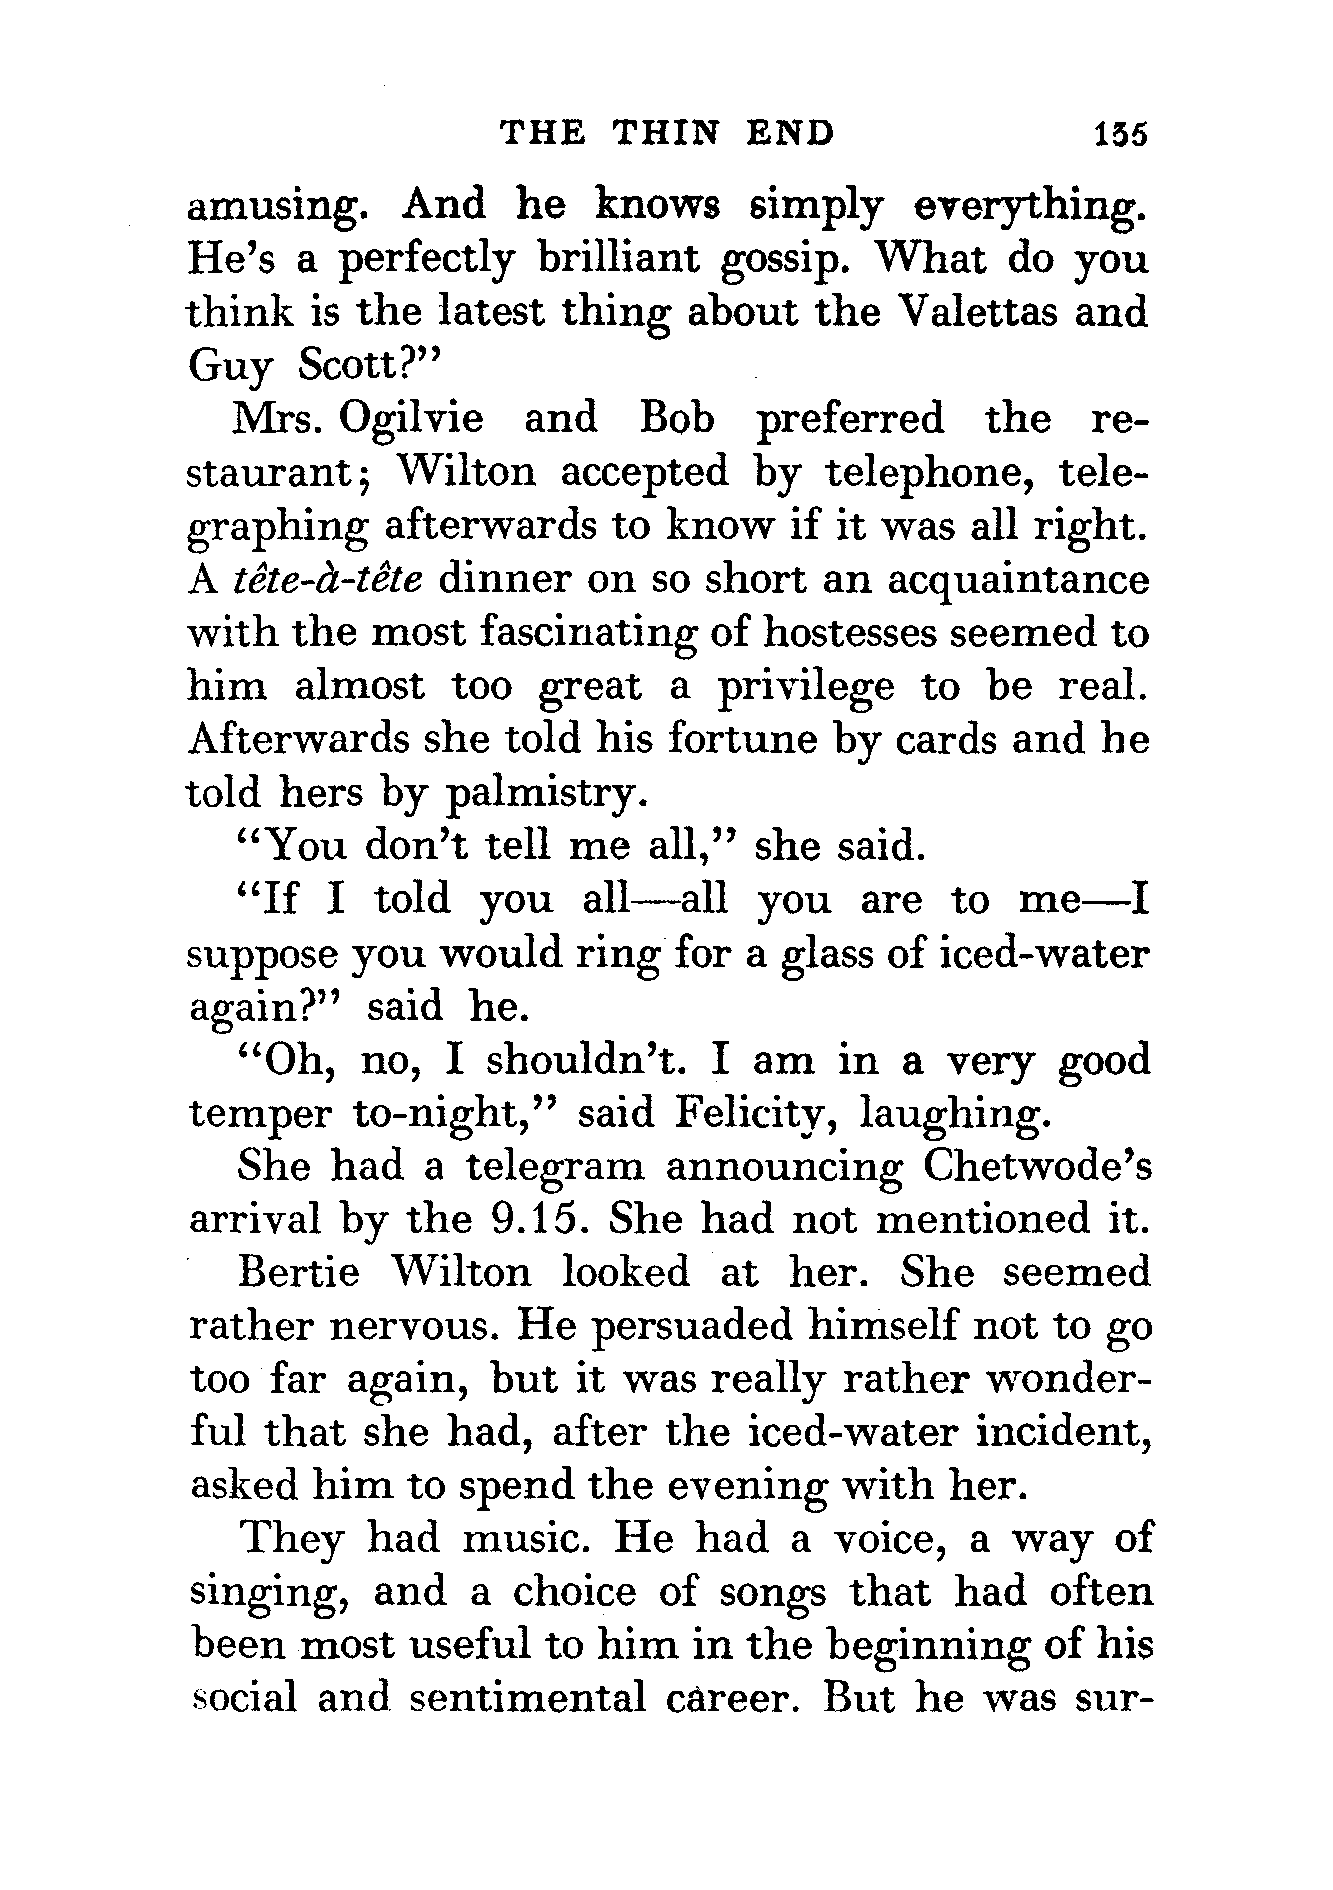 THE THIN END 135
amusing. And he knows simply everything.
He's a perfectly brilliant gossip. What do you
think is the latest thing about the Valettas and
Guy Scott?"
Mrs. Ogilvie and Bob preferred the re-
staurant; Wilton accepted by telephone, tele-
graphing afterwards to know if it was all right.
A tête-à-tête dinner on so short an acquaintance
with the most fascinating of hostesses seemed to
him almost too great a privilege to be real.
Afterwards she told his fortune by cards and he
told hers by palmistry.
"You don't tell me all," she said.
"If I told you all—all you are to me—I
suppose you would ring for a glass of iced-water
again?" said he.
"Oh, no, I shouldn't. I am in a very good
temper to-night," said Felicity, laughing.
She had a telegram announcing Chetwode's
arrival by the 9.15. She had not mentioned it.
Bertie Wilton looked at her. She seemed
rather nervous. He persuaded himself not to go
too far again, but it was really rather wonder-
ful that she had, after the iced-water incident,
asked him to spend the evening with her.
They had music. He had a voice, a way of
singing, and a choice of songs that had often
been most useful to him in the beginning of his
social and sentimental career. But he was sur-